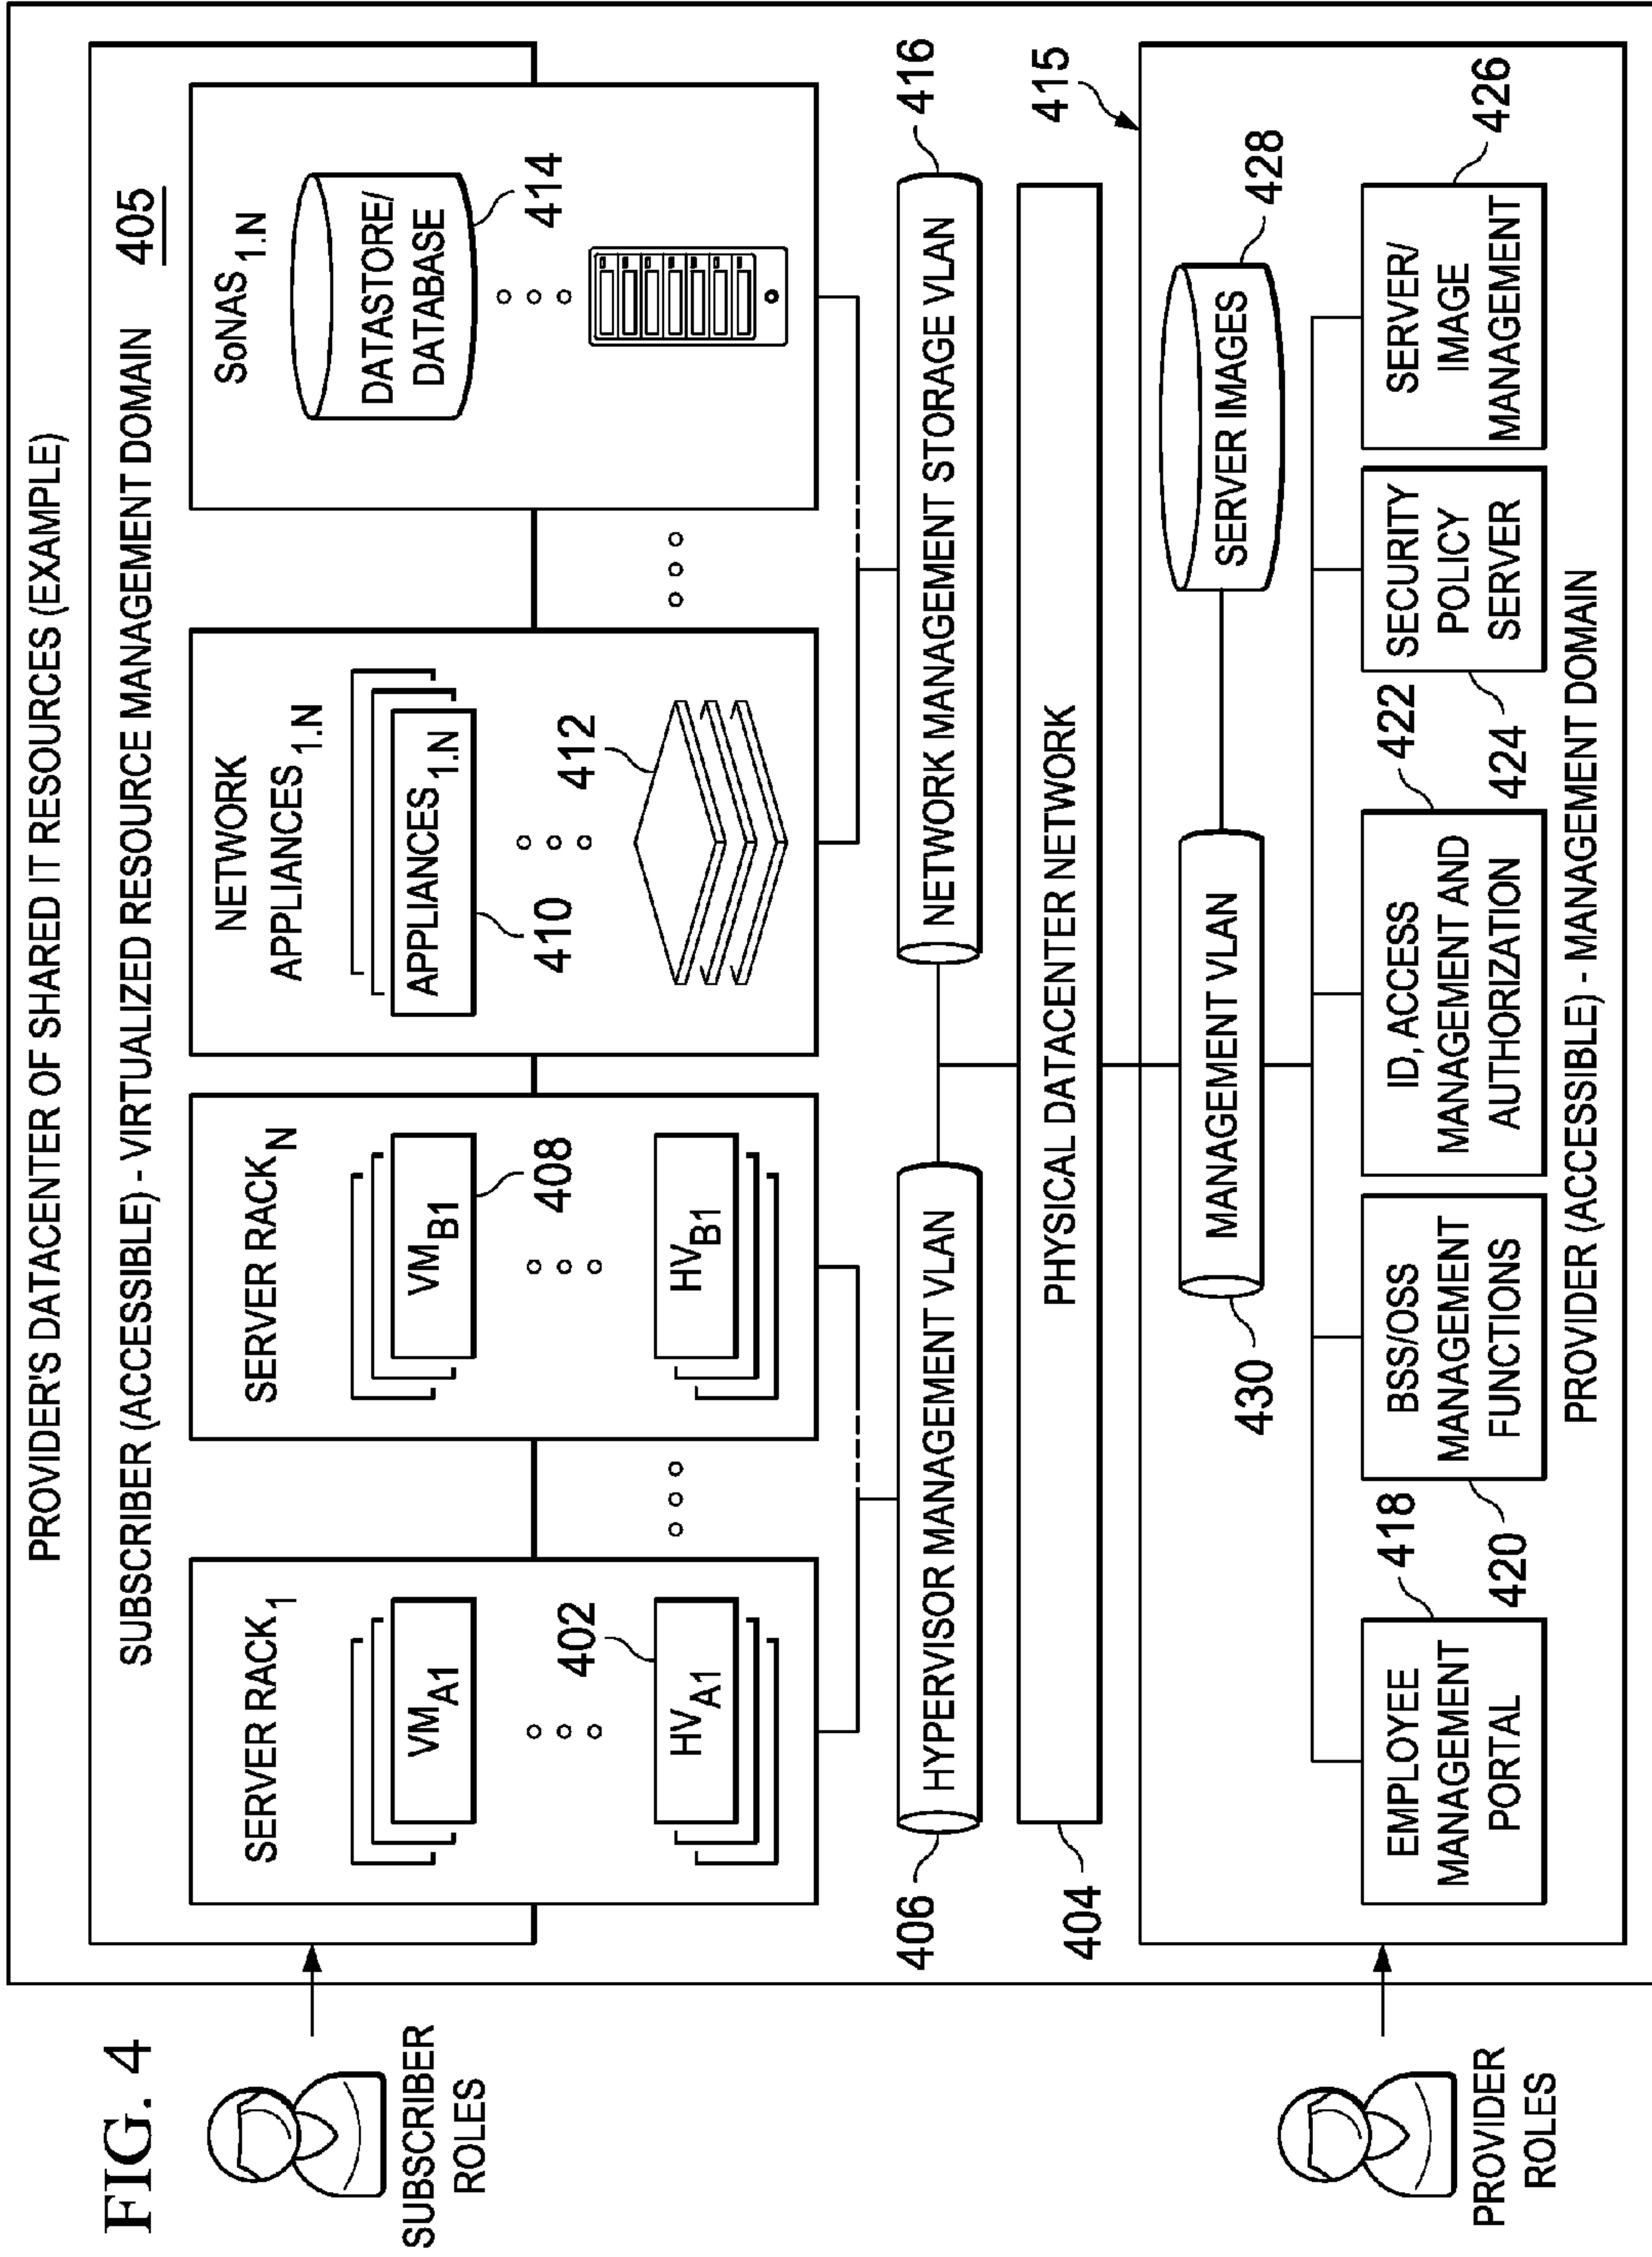 FIG. 4
PROVIDER'S DATACENTER OF SHARED IT RESOURCES (EXAMPLE)
SUBSCRIBER (ACCESSIBLE) - VIRTUALIZED RESOURCE MANAGEMENT DOMAIN 405
SUBSCRIBER
ROLES
SERVER RACK1
VMA1
402
HVA1
SERVER RACKN
VMB1
408
HVB1
NETWORK
APPLIANCES1.N
APPLIANCES1.N
410
412
SoNAS1.N
DATASTORE/
DATABASE
414
406
HYPERVISOR MANAGEMENT VLAN
NETWORK MANAGEMENT STORAGE VLAN
416
404
PHYSICAL DATACENTER NETWORK
415
430
MANAGEMENT VLAN
SERVER IMAGES
428
PROVIDER
ROLES
418
EMPLOYEE
MANAGEMENT
PORTAL
420
BSS/OSS
MANAGEMENT
FUNCTIONS
422
ID, ACCESS
MANAGEMENT AND
AUTHORIZATION
424
SECURITY
POLICY
SERVER
426
SERVER/
IMAGE
MANAGEMENT
PROVIDER (ACCESSIBLE) - MANAGEMENT DOMAIN